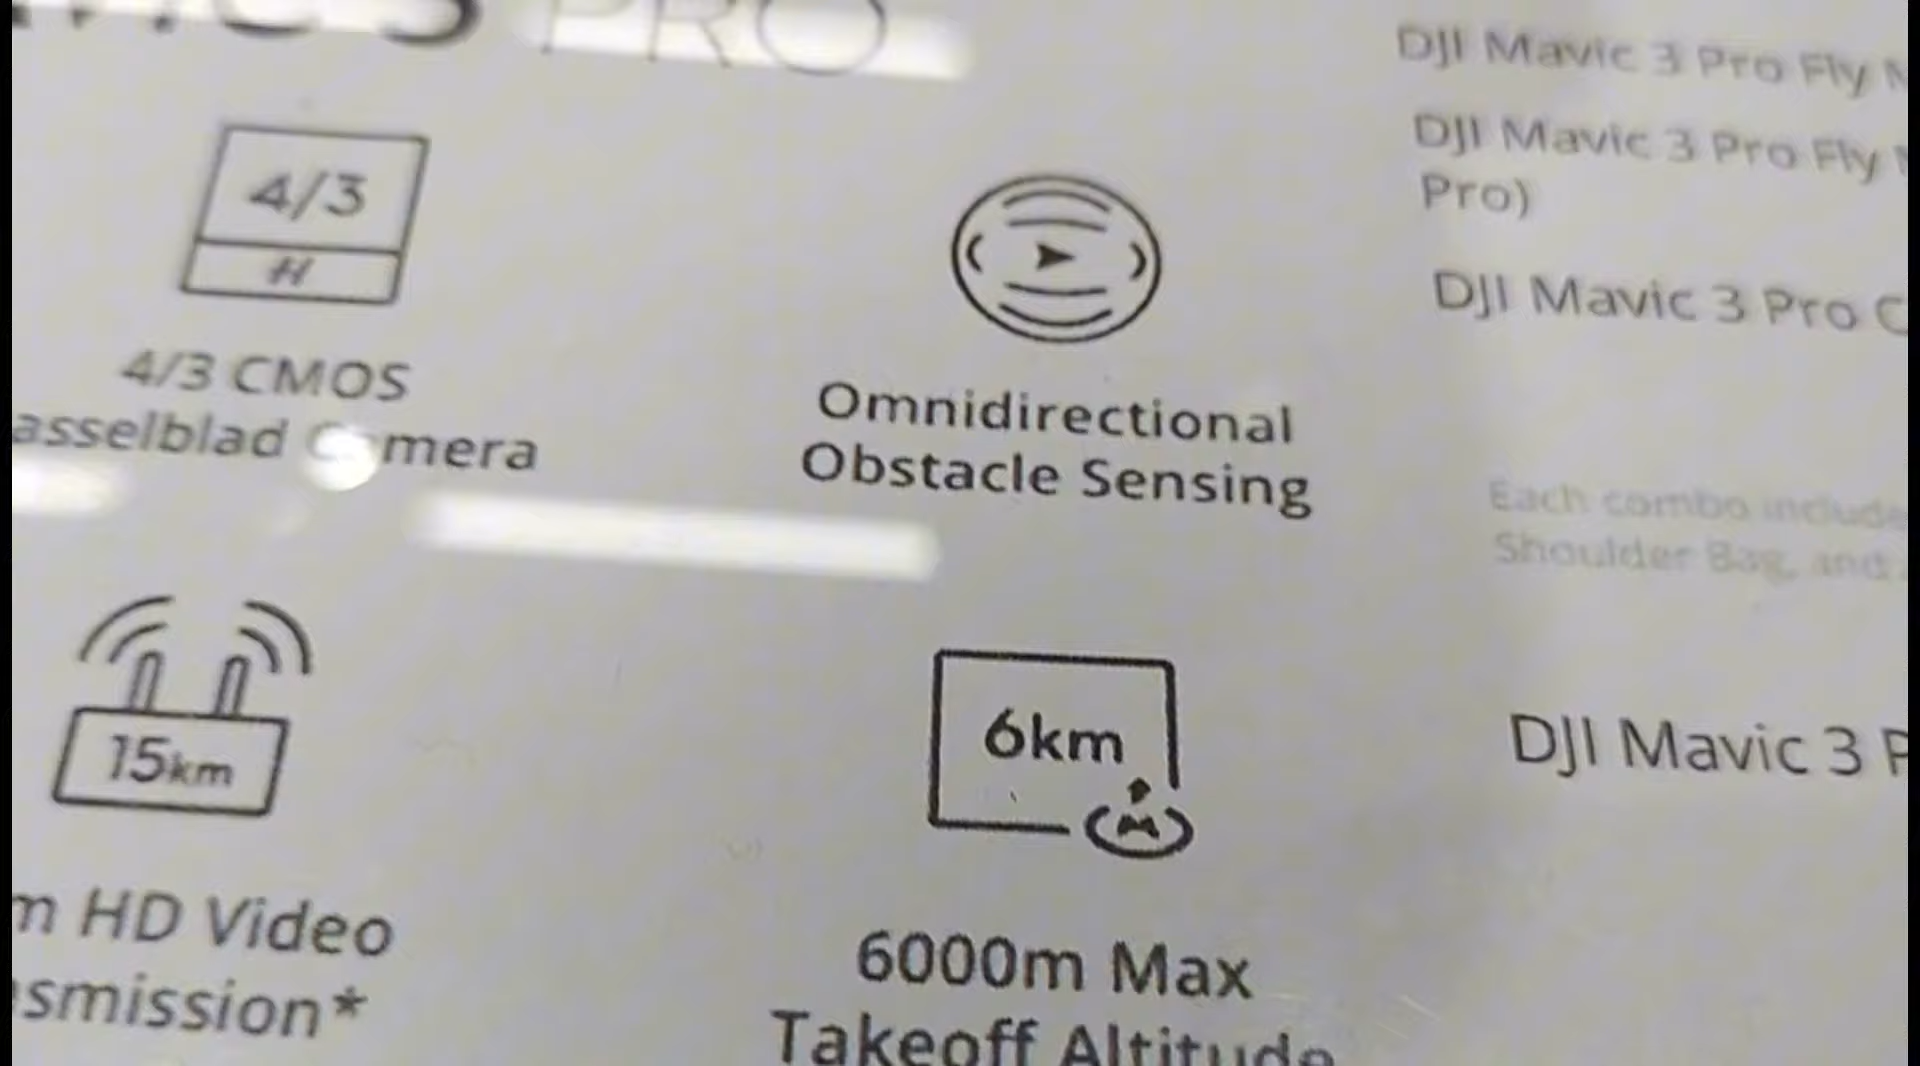 3 PRO
4/3
H
4/3 CMOS
asselblad C mera
Omnidirectional
Obstacle Sensing
15km
m HD Video
smission*
6km
6000m Max
Takeoff Altitude
DJI Mavic 3 Pro Fly
DJI Mavic 3 Pro Fly
Pro)
DJI Mavic 3 Pro C
Each combo include
Shoulder Bag, and
DJI Mavic 3 P